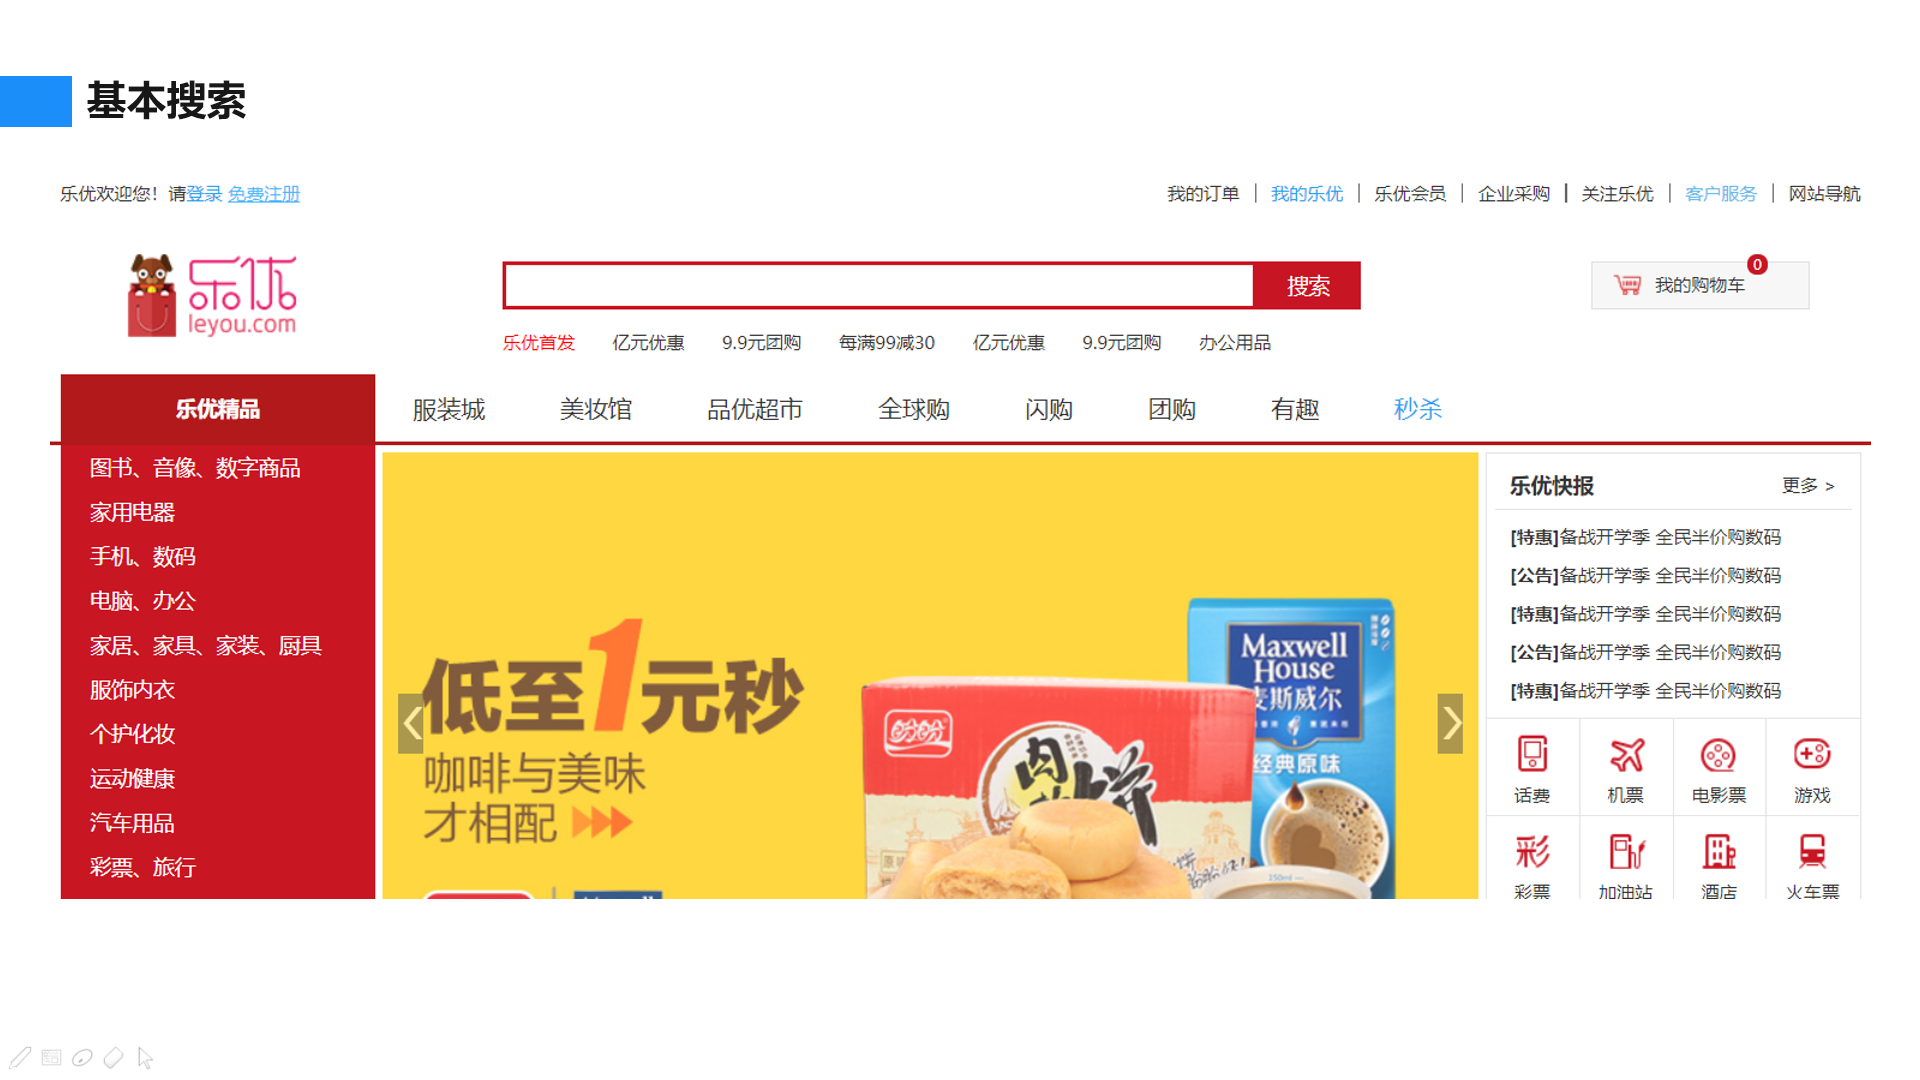 基本搜索
乐优欢迎您！请登录 免费注册
我的订单 | 我的乐优 | 乐优会员 | 企业采购 | 关注乐优 | 客户服务 | 网站导航
乐优
leyou.com
搜索
0
我的购物车
乐优首发 亿元优惠 9.9元团购 每满99减30 亿元优惠 9.9元团购 办公用品
乐优精品 服装城 美妆馆 品优超市 全球购 闪购 团购 有趣 秒杀
图书、音像、数字商品
家用电器
手机、数码
电脑、办公
家居、家具、家装、厨具
服饰内衣
个护化妆
运动健康
汽车用品
彩票、旅行
低至1元秒
咖啡与美味
才相配
盼盼
肉松饼
Maxwell
House
麦斯威尔
经典原味
150ml
乐优快报 更多 >
[特惠]备战开学季 全民半价购数码
[公告]备战开学季 全民半价购数码
[特惠]备战开学季 全民半价购数码
[公告]备战开学季 全民半价购数码
[特惠]备战开学季 全民半价购数码
话费 机票 电影票 游戏
彩票 加油站 酒店 火车票